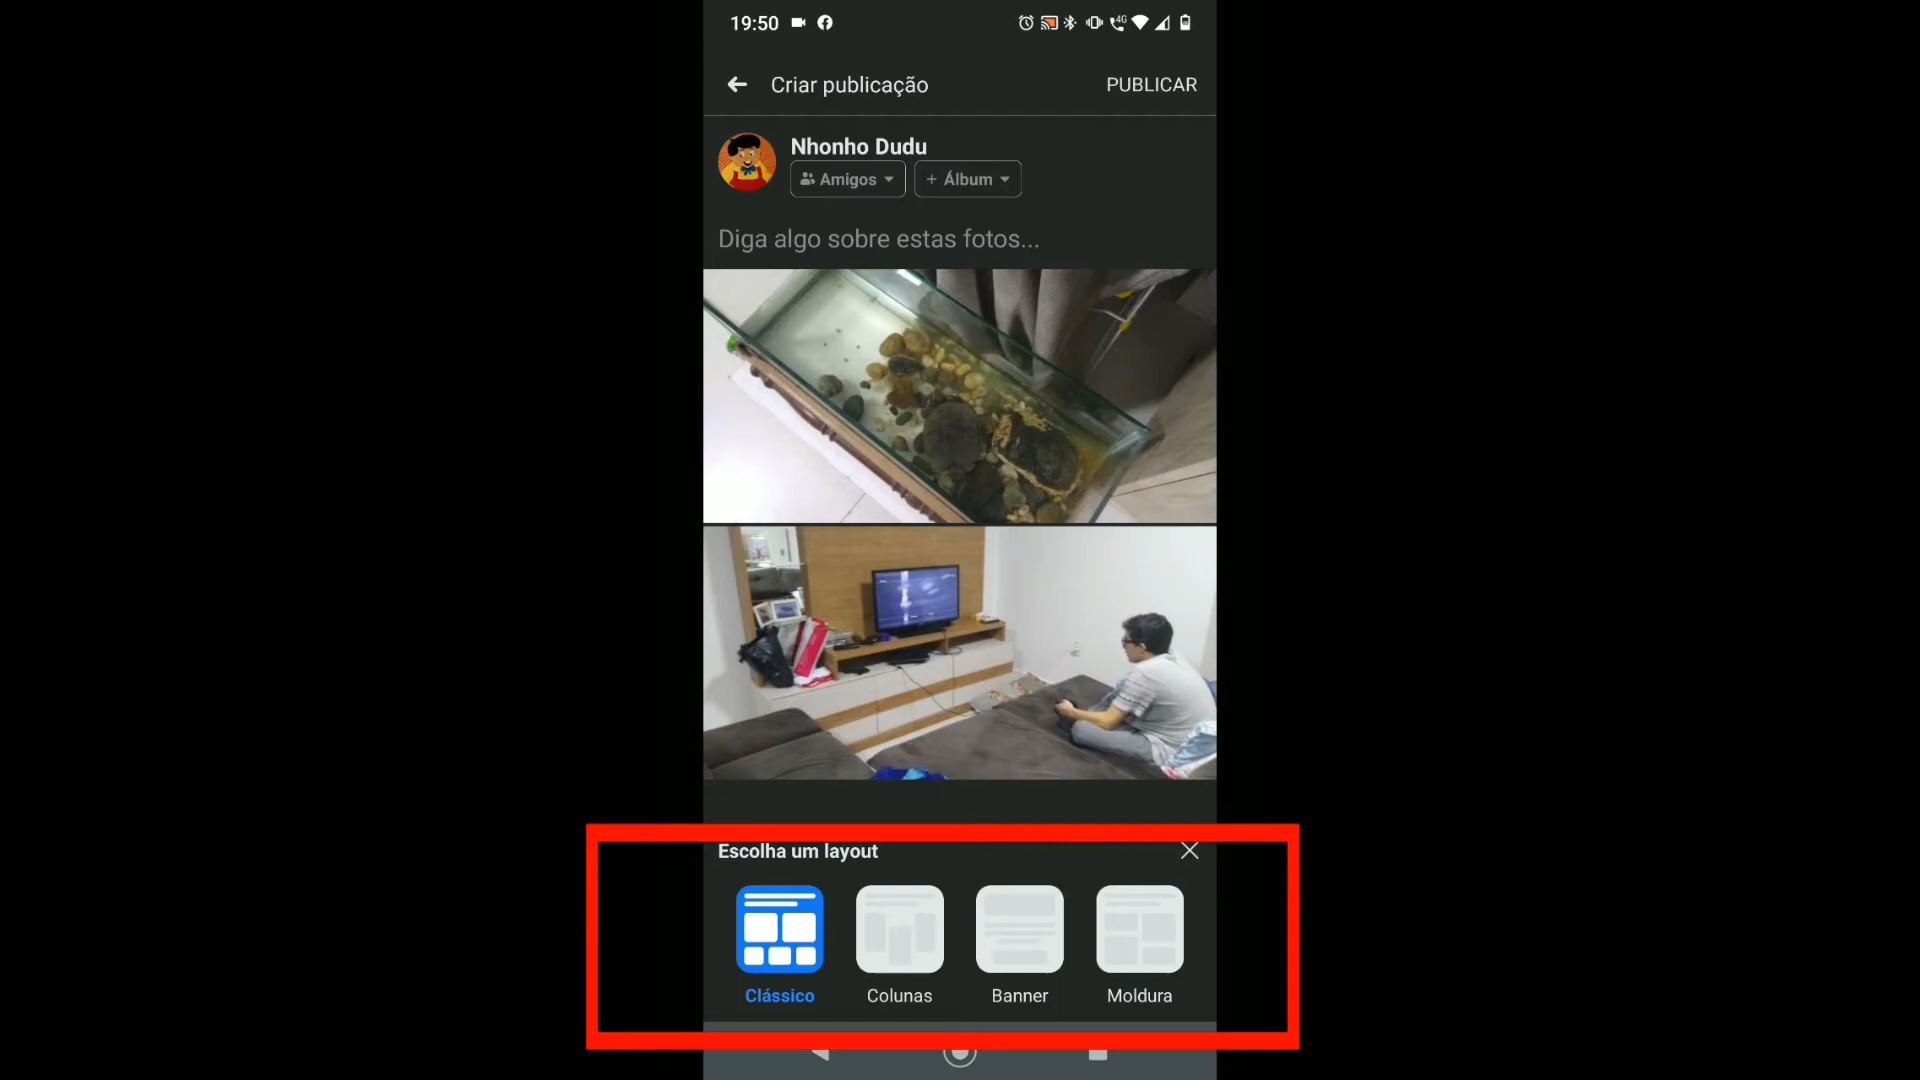 19:50
4G
Criar publicação
PUBLICAR
Nhonho Dudu
Amigos
+ Álbum
Diga algo sobre estas fotos...
Escolha um layout
Clássico
Colunas
Banner
Moldura